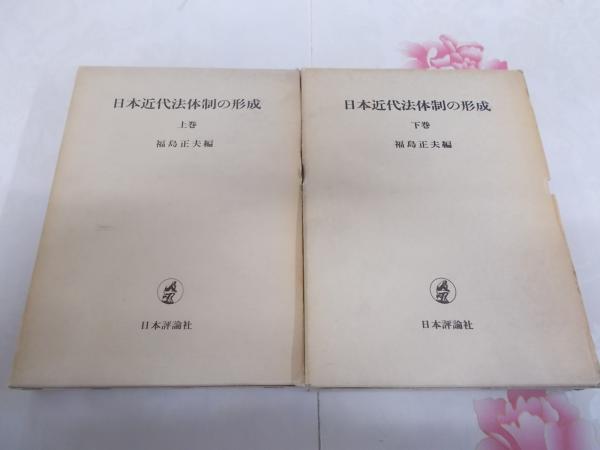 日本近代法体制の形成
上巻
福島正夫編
日本評論社
日本近代法体制の形成
下巻
福島正夫編
日本評論社